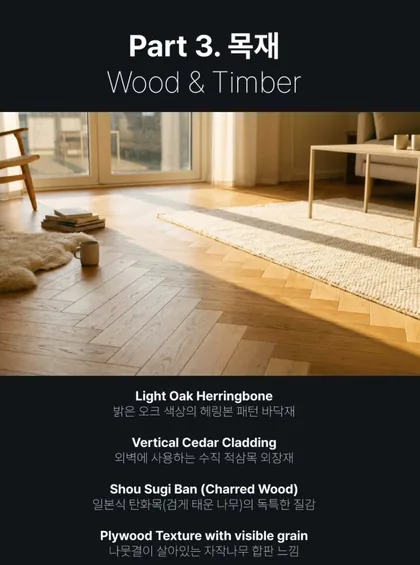 Part 3. 목재
Wood & Timber
Light Oak Herringbone
밝은 오크 색상의 헤링본 패턴 바닥재
Vertical Cedar Cladding
외벽에 사용하는 수직 적삼목 외장재
Shou Sugi Ban (Charred Wood)
일본식 탄화목(검게 태운 나무)의 독특한 질감
Plywood Texture with visible grain
나뭇결이 살아있는 자작나무 합판 느낌